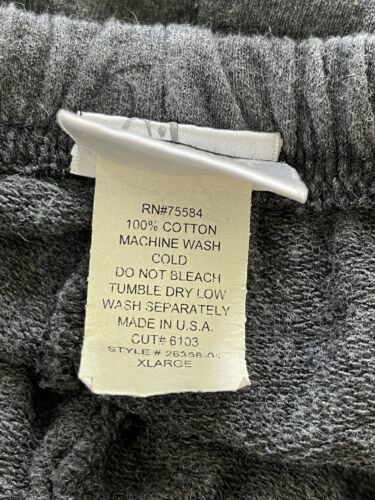 RN#75584
100% COTTON
MACHINE WASH
COLD
DO NOT BLEACH
TUMBLE DRY LOW
WASH SEPARATELY
MADE IN U.S.A.
CUT# 6103
STYLE #
XLARGE